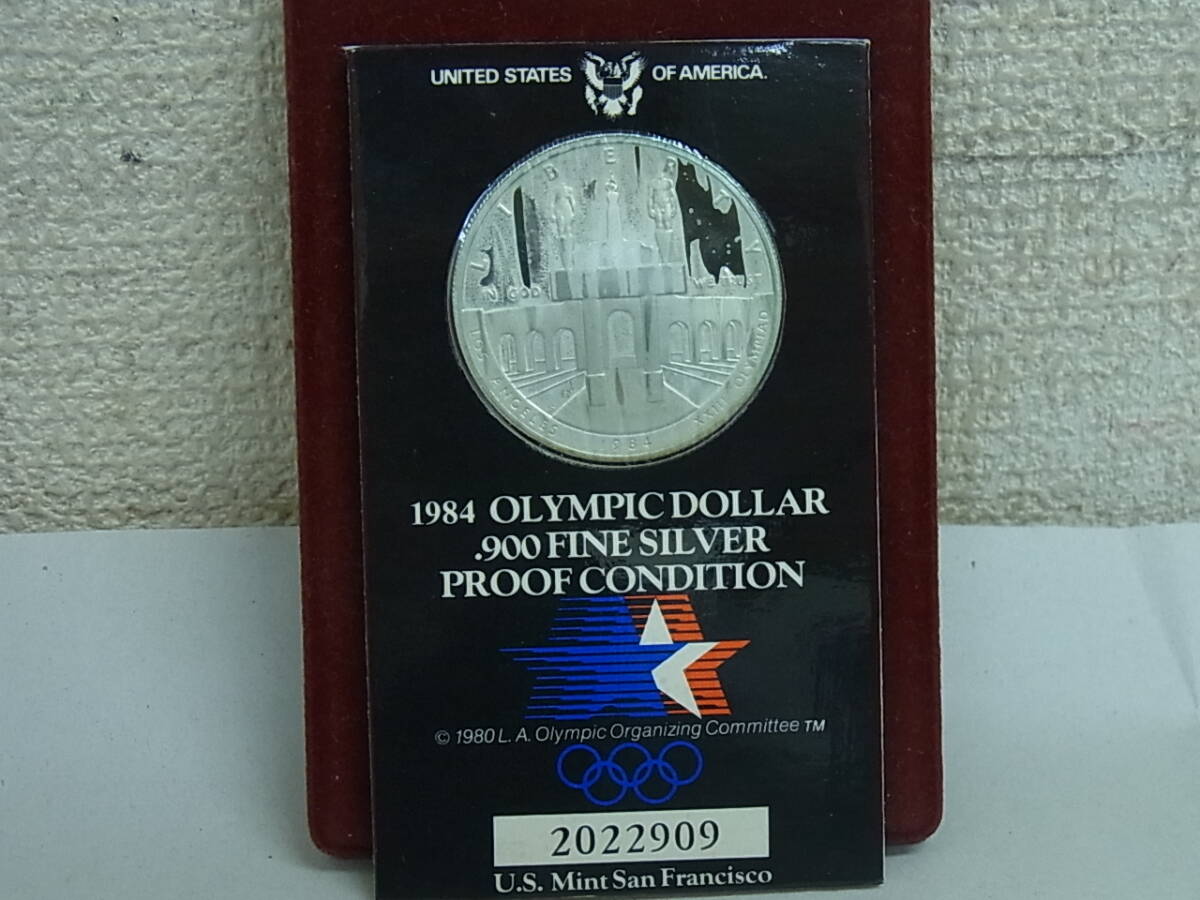 UNITED STATES OF AMERICA.
LIBERTY
IN GOD WE TRUST
LOS ANGELES 1984 XXIII OLYMPIAD
1984 OLYMPIC DOLLAR
.900 FINE SILVER
PROOF CONDITION
© 1980 L. A. Olympic Organizing Committee TM
2022909
U.S. Mint San Francisco